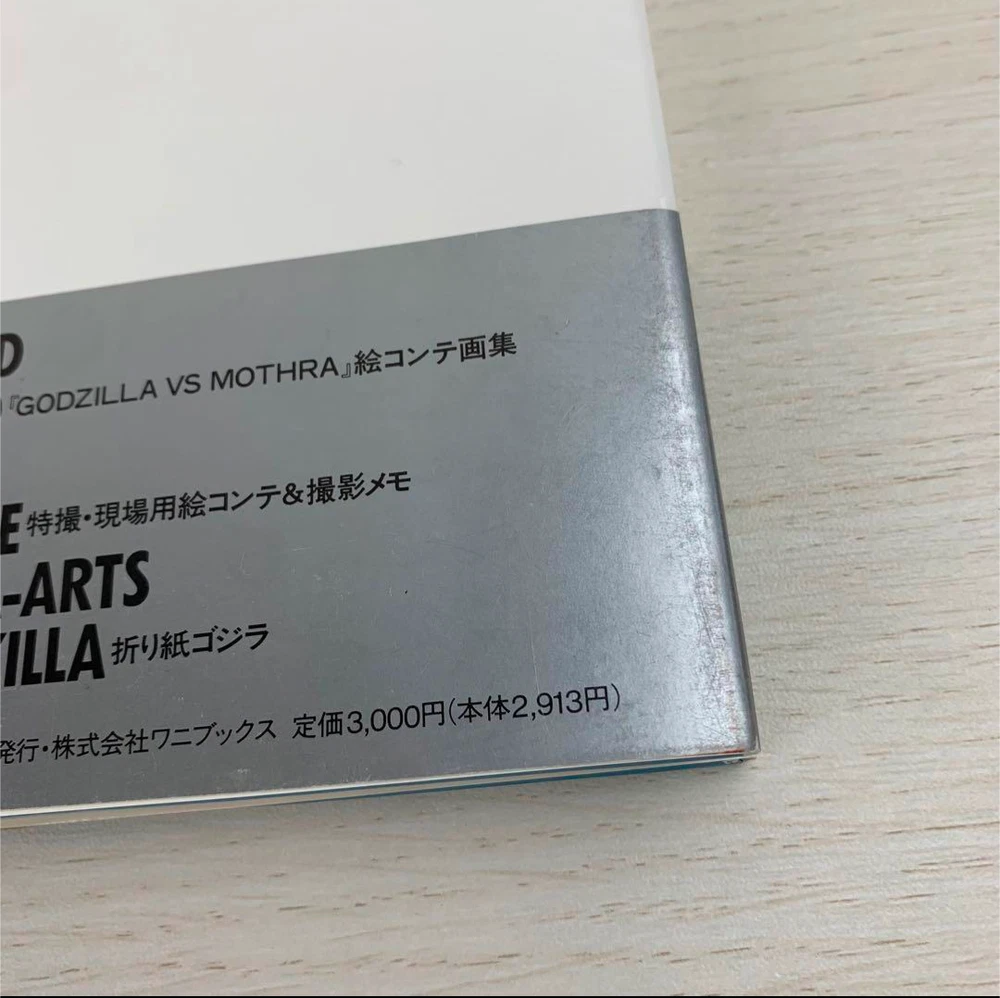 D
『GODZILLA VS MOTHRA』絵コンテ画集
E 特撮・現場用絵コンテ&撮影メモ
-ARTS
ILLA 折り紙ゴジラ
発行・株式会社ワニブックス 定価3,000円(本体2,913円)